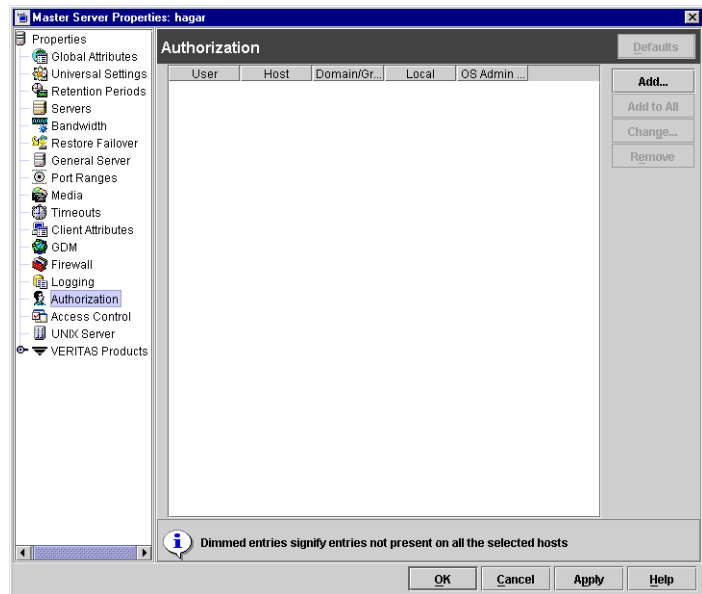 Master Server Properties: hagar
Properties
Global Attributes
Universal Settings
Retention Periods
Servers
Bandwidth
Restore Failover
General Server
Port Ranges
Media
Timeouts
Client Attributes
GDM
Firewall
Logging
Authorization
Access Control
UNIX Server
VERITAS Products
Authorization
Defaults
User Host Domain/Gr... Local OS Admin ...
Add...
Add to All
Change...
Remove
Dimmed entries signify entries not present on all the selected hosts
OK Cancel Apply Help